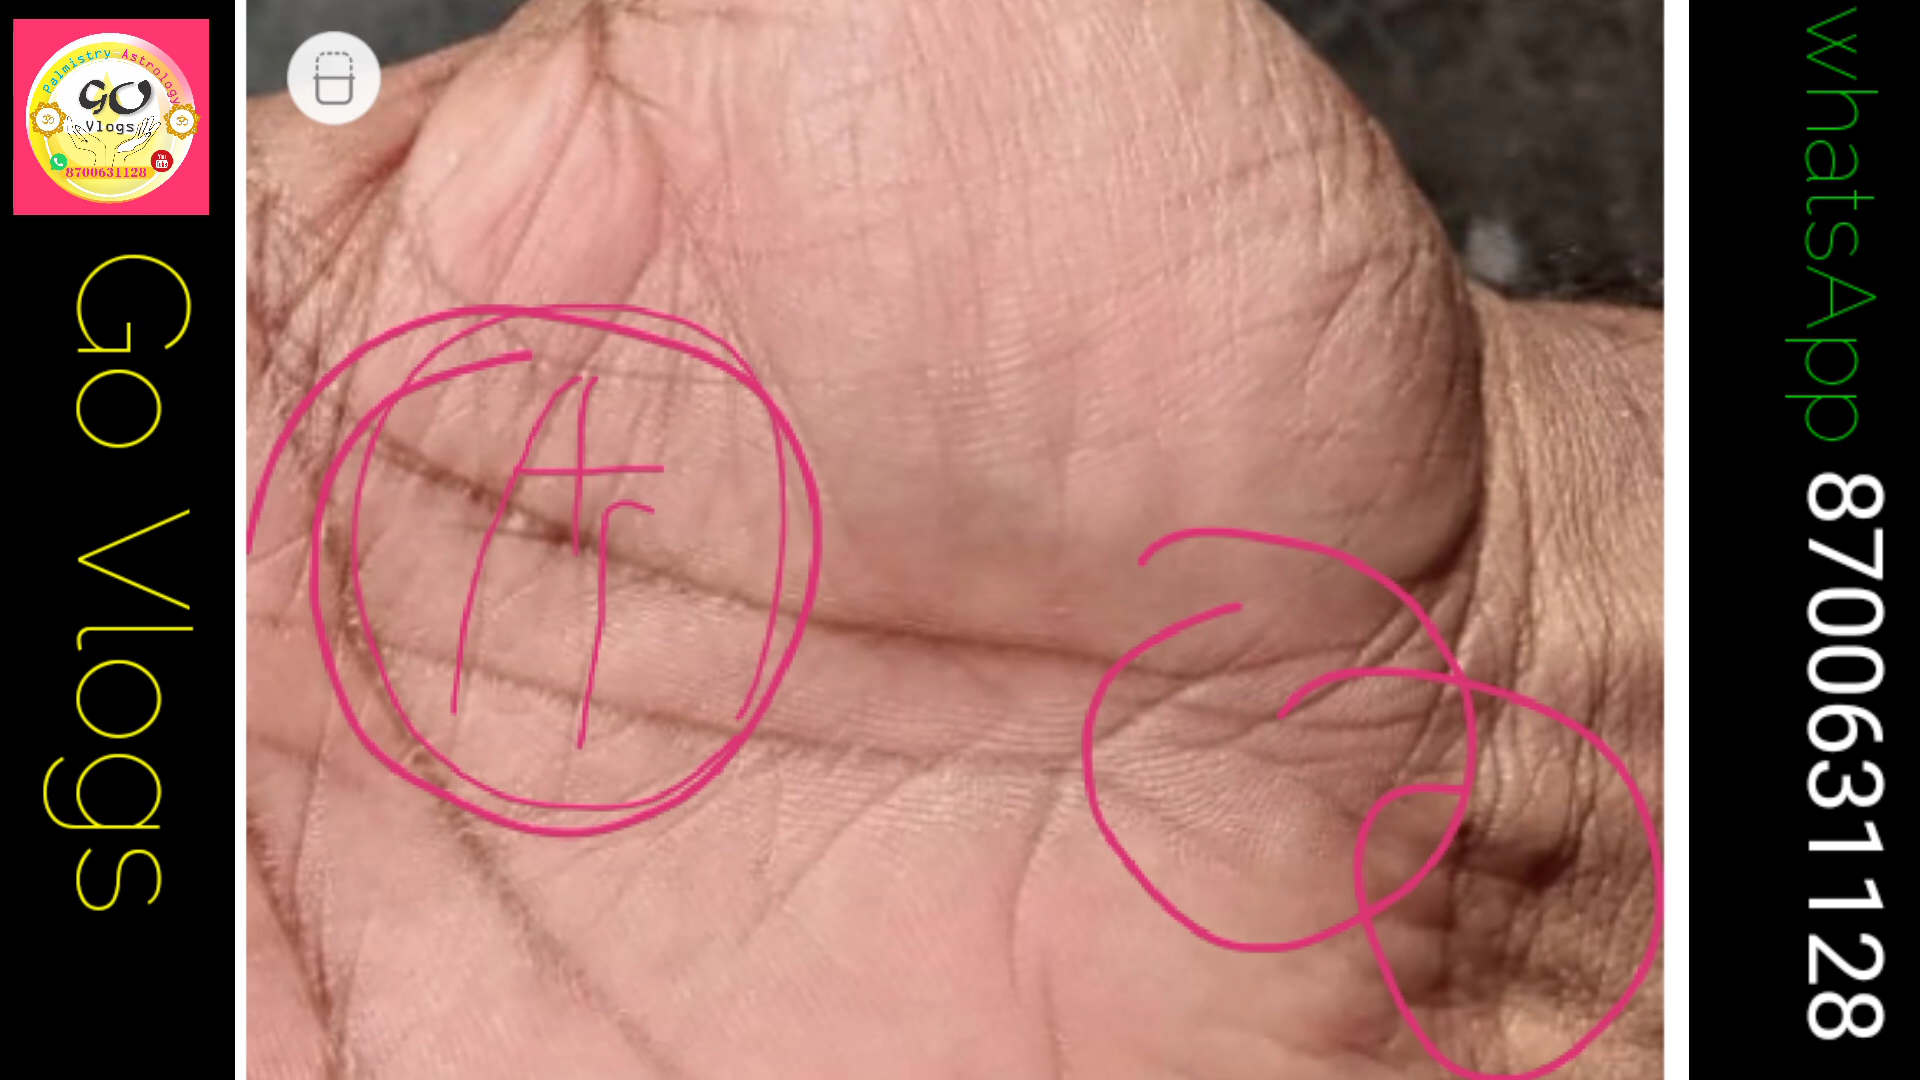 Palmistry Astrology
GO
Vlogs
8700631128
Go Vlogs
WhatsApp 8700631128